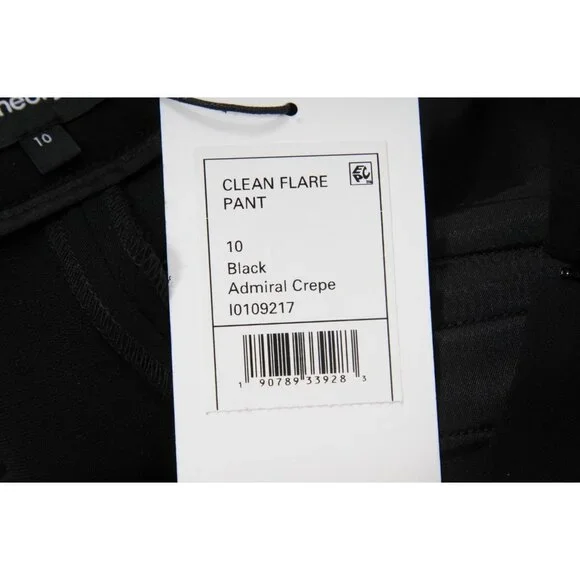 10
CLEAN FLARE
PANT
10
Black
Admiral Crepe
I0109217
1 90789 33928 3